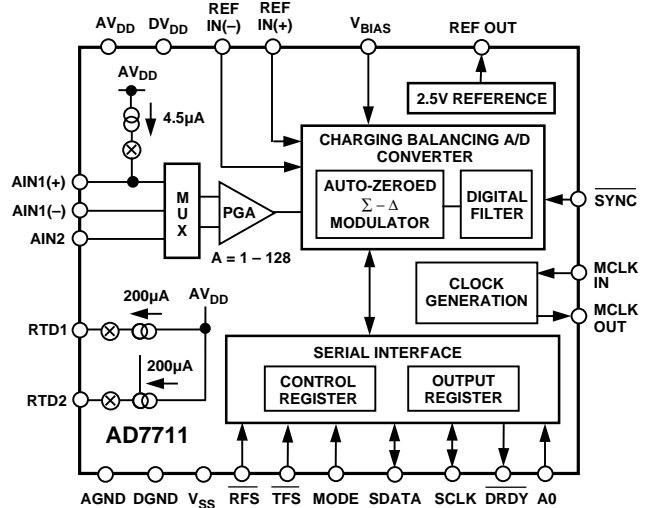 AVDD
DVDD
REF
IN(–)
REF
IN(+)
VBIAS
REF OUT
AVDD
4.5µA
2.5V REFERENCE
CHARGING BALANCING A/D
CONVERTER
AUTO-ZEROED
Σ – Δ
MODULATOR
DIGITAL
FILTER
AIN1(+)
AIN1(–)
AIN2
M
U
X
PGA
A = 1 – 128
SYNC
CLOCK
GENERATION
MCLK
IN
MCLK
OUT
AVDD
200µA
RTD1
200µA
RTD2
SERIAL INTERFACE
CONTROL
REGISTER
OUTPUT
REGISTER
AD7711
AGND
DGND
VSS
RFS
TFS
MODE
SDATA
SCLK
DRDY
A0